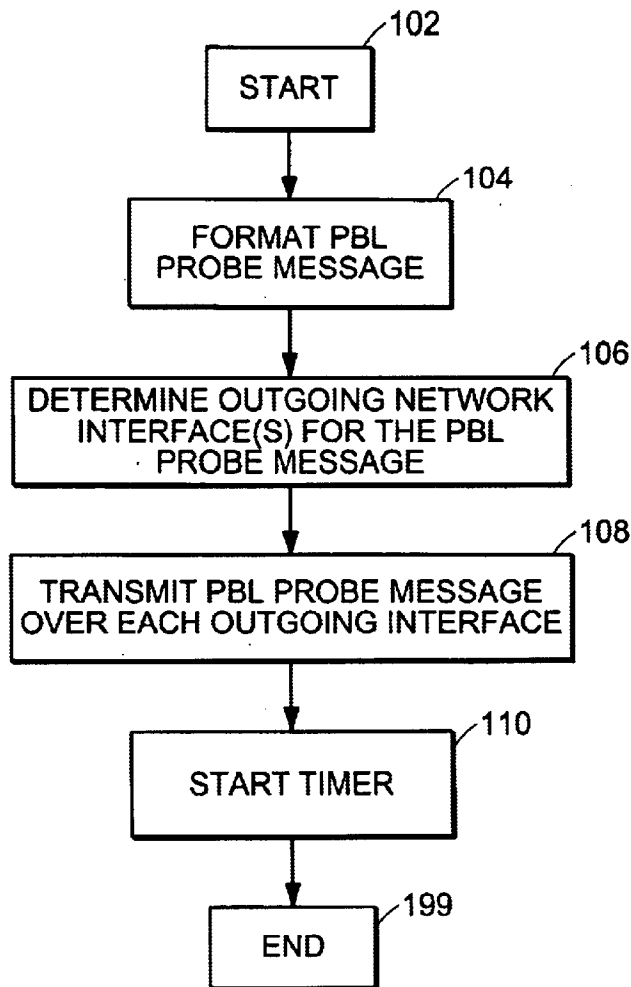 102
START
104
FORMAT PBL
PROBE MESSAGE
106
DETERMINE OUTGOING NETWORK
INTERFACE(S) FOR THE PBL
PROBE MESSAGE
108
TRANSMIT PBL PROBE MESSAGE
OVER EACH OUTGOING INTERFACE
110
START TIMER
199
END